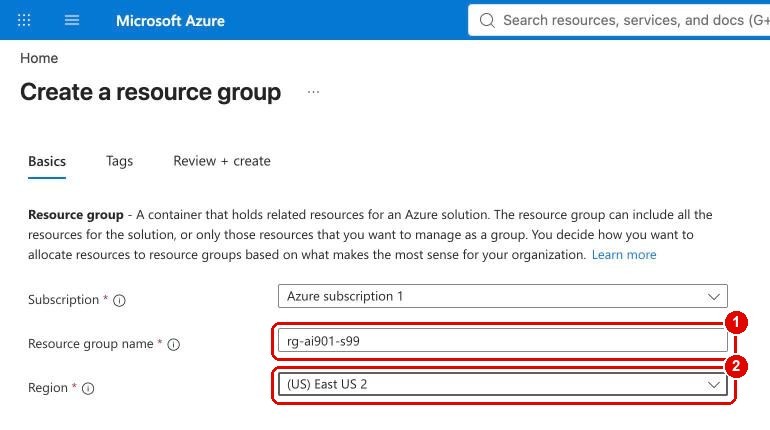 Microsoft Azure
Search resources, services, and docs (G+
Home
Create a resource group ...
Basics Tags Review + create
Resource group - A container that holds related resources for an Azure solution. The resource group can include all the
resources for the solution, or only those resources that you want to manage as a group. You decide how you want to
allocate resources to resource groups based on what makes the most sense for your organization. Learn more
Subscription * Azure subscription 1
1
Resource group name * rg-ai901-s99
2
Region * (US) East US 2